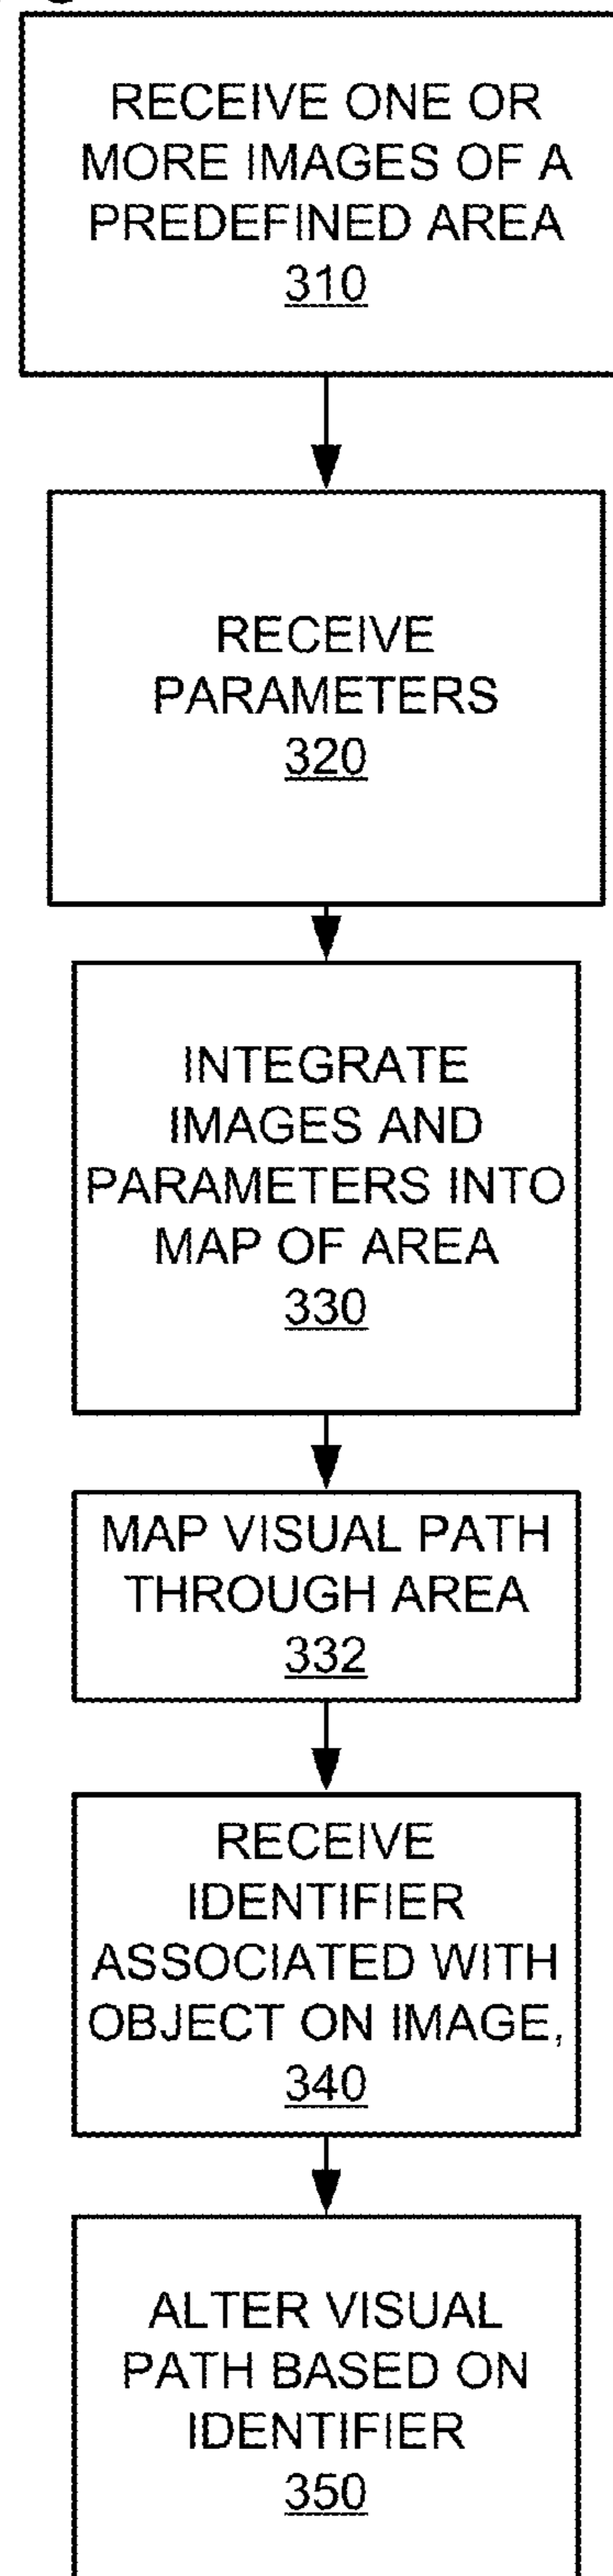 RECEIVE ONE OR
MORE IMAGES OF A
PREDEFINED AREA
310
RECEIVE
PARAMETERS
320
INTEGRATE
IMAGES AND
PARAMETERS INTO
MAP OF AREA
330
MAP VISUAL PATH
THROUGH AREA
332
RECEIVE
IDENTIFIER
ASSOCIATED WITH
OBJECT ON IMAGE,
340
ALTER VISUAL
PATH BASED ON
IDENTIFIER
350